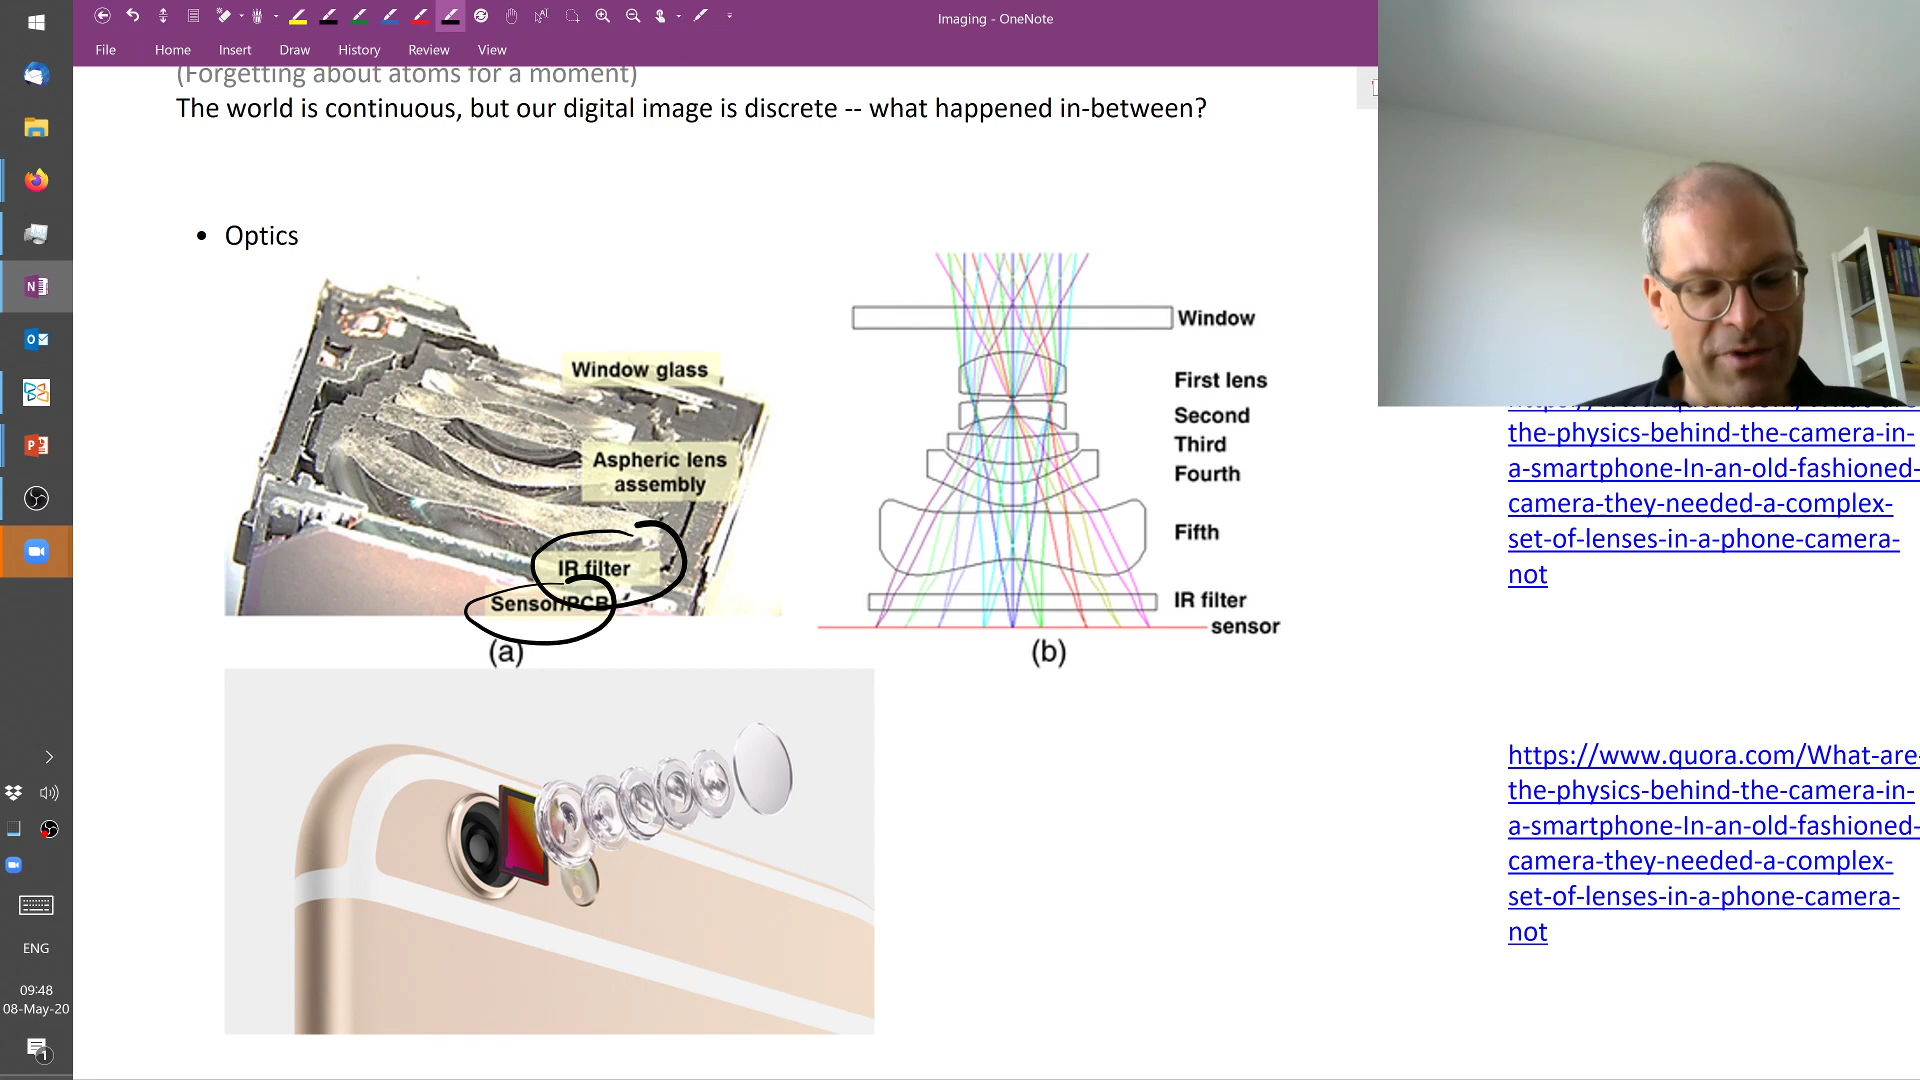 Imaging - OneNote
File Home Insert Draw History Review View
(Forgetting about atoms for a moment)
The world is continuous, but our digital image is discrete -- what happened in-between?
• Optics
Window glass
Aspheric lens
assembly
IR filter
Sensor/PCB
(a)
Window
First lens
Second
Third
Fourth
Fifth
IR filter
sensor
(b)
the-physics-behind-the-camera-in-
a-smartphone-In-an-old-fashioned-
camera-they-needed-a-complex-
set-of-lenses-in-a-phone-camera-
not
https://www.quora.com/What-are-
the-physics-behind-the-camera-in-
a-smartphone-In-an-old-fashioned-
camera-they-needed-a-complex-
set-of-lenses-in-a-phone-camera-
not
ENG
09:48
08-May-20
1